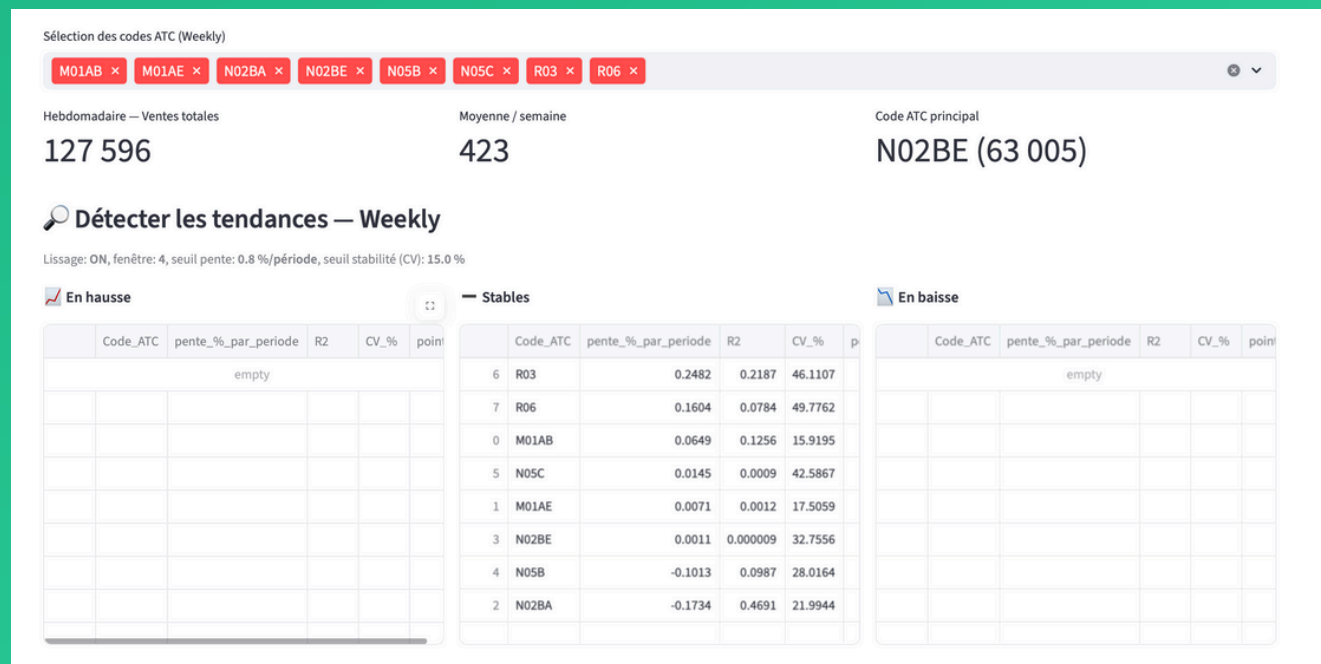 Sélection des codes ATC (Weekly)
M01AB × M01AE × N02BA × N02BE × N05B × N05C × R03 × R06 ×
Hebdomadaire — Ventes totales
127 596
Moyenne / semaine
423
Code ATC principal
N02BE (63 005)
Détecter les tendances — Weekly
Lissage: ON, fenêtre: 4, seuil pente: 0.8 %/période, seuil stabilité (CV): 15.0 %
En hausse
Code_ATC pente_%_par_periode R2 CV_% point
empty
Stables
Code_ATC pente_%_par_periode R2 CV_% p
6 R03 0.2482 0.2187 46.1107
7 R06 0.1604 0.0784 49.7762
0 M01AB 0.0649 0.1256 15.9195
5 N05C 0.0145 0.0009 42.5867
1 M01AE 0.0071 0.0012 17.5059
3 N02BE 0.0011 0.000009 32.7556
4 N05B -0.1013 0.0987 28.0164
2 N02BA -0.1734 0.4691 21.9944
En baisse
Code_ATC pente_%_par_periode R2 CV_% point
empty